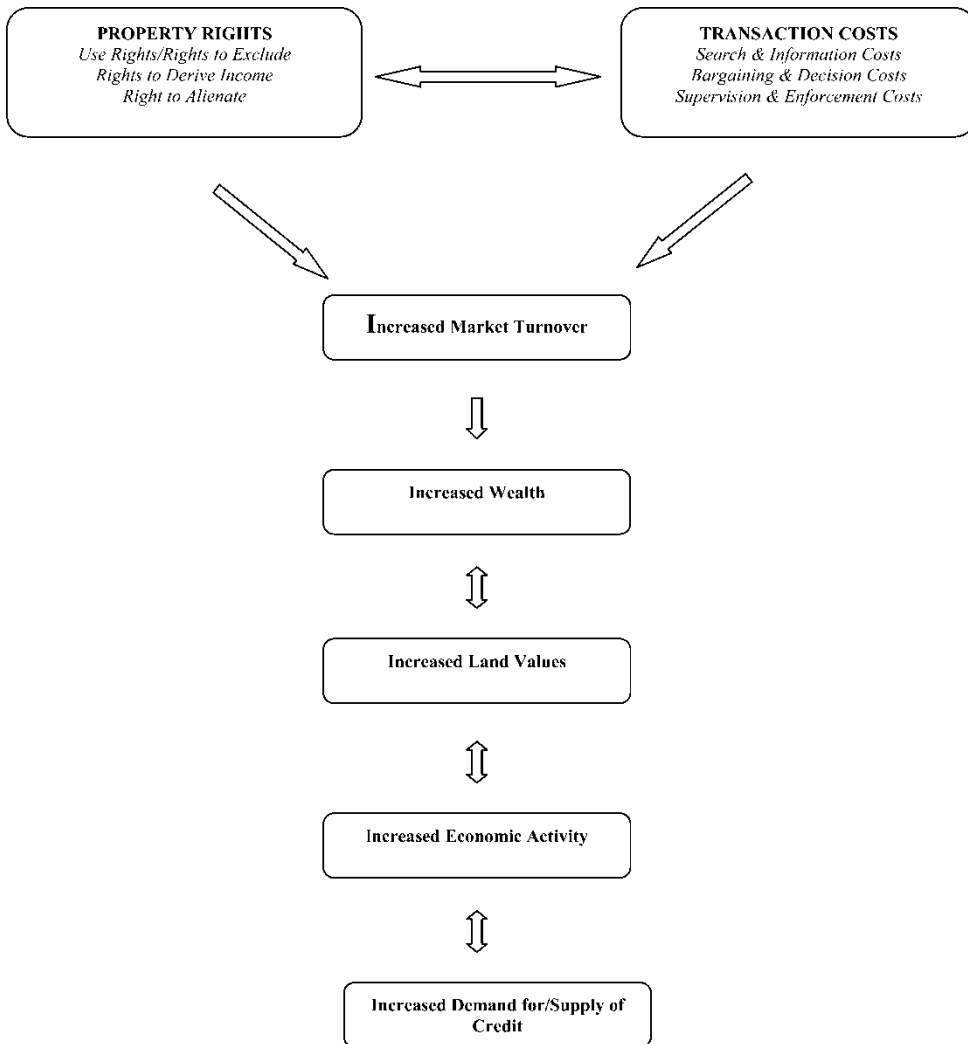 PROPERTY RIGHTS
Use Rights/Rights to Exclude
Rights to Derive Income
Right to Alienate
TRANSACTION COSTS
Search & Information Costs
Bargaining & Decision Costs
Supervision & Enforcement Costs
Increased Market Turnover
Increased Wealth
Increased Land Values
Increased Economic Activity
Increased Demand for/Supply of
Credit